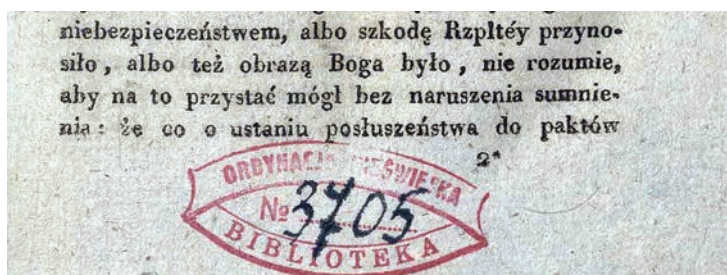 niebezpieczeństwem, albo szkodę Rzpltéy przyno-
siło, albo też obrazą Boga było, nie rozumie,
aby na to przystać mógł bez naruszenia sumnie-
nia: że co o ustaniu posłuszeństwa do paktów
2*
ORDYNACJA NIEŚWIESKA
№ 3705
BIBLIOTEKA